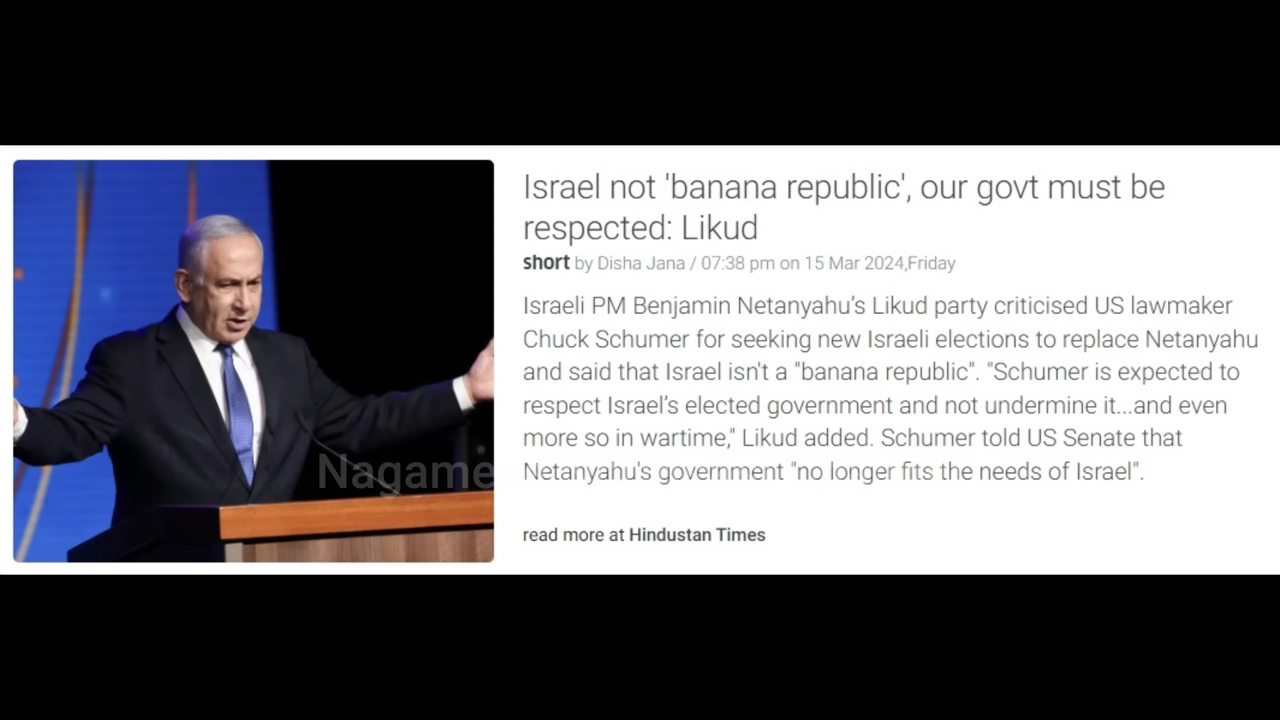 Israel not 'banana republic', our govt must be
respected: Likud
short by Disha Jana / 07:38 pm on 15 Mar 2024,Friday
Israeli PM Benjamin Netanyahu’s Likud party criticised US lawmaker
Chuck Schumer for seeking new Israeli elections to replace Netanyahu
and said that Israel isn't a "banana republic". "Schumer is expected to
respect Israel’s elected government and not undermine it...and even
more so in wartime," Likud added. Schumer told US Senate that
Nagame
Netanyahu's government "no longer fits the needs of Israel".
read more at Hindustan Times